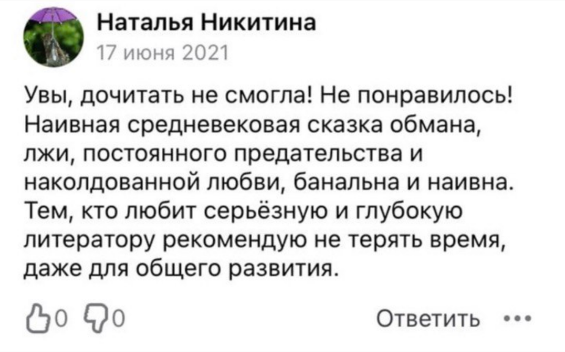 Наталья Никитина
17 июня 2021
Увы, дочитать не смогла! Не понравилось!
Наивная средневековая сказка обмана,
лжи, постоянного предательства и
наколдованной любви, банальна и наивна.
Тем, кто любит серьёзную и глубокую
литературу рекомендую не терять время,
даже для общего развития.
0 0 Ответить